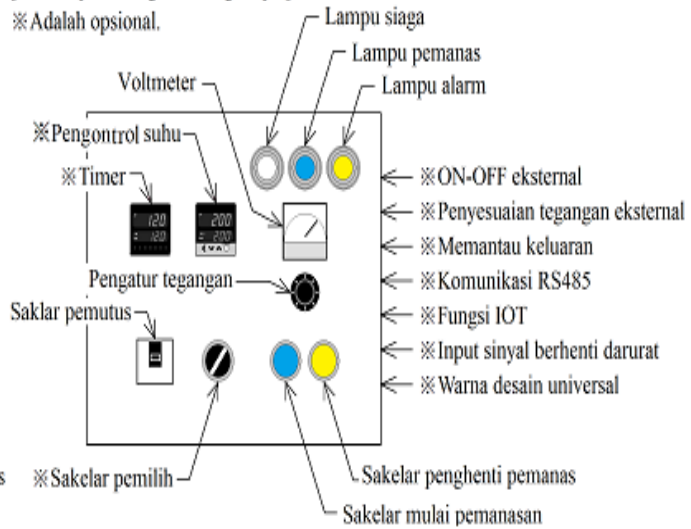 ※Adalah opsional.
Lampu siaga
Lampu pemanas
Voltmeter
Lampu alarm
※Pengontrol suhu
※Timer
※ON-OFF eksternal
※Penyesuaian tegangan eksternal
※Memantau keluaran
Pengatur tegangan
※Komunikasi RS485
Saklar pemutus
※Fungsi IOT
※Input sinyal berhenti darurat
※Warna desain universal
120
120
200
200
s
※Sakelar pemilih
Sakelar penghenti pemanas
Sakelar mulai pemanasan